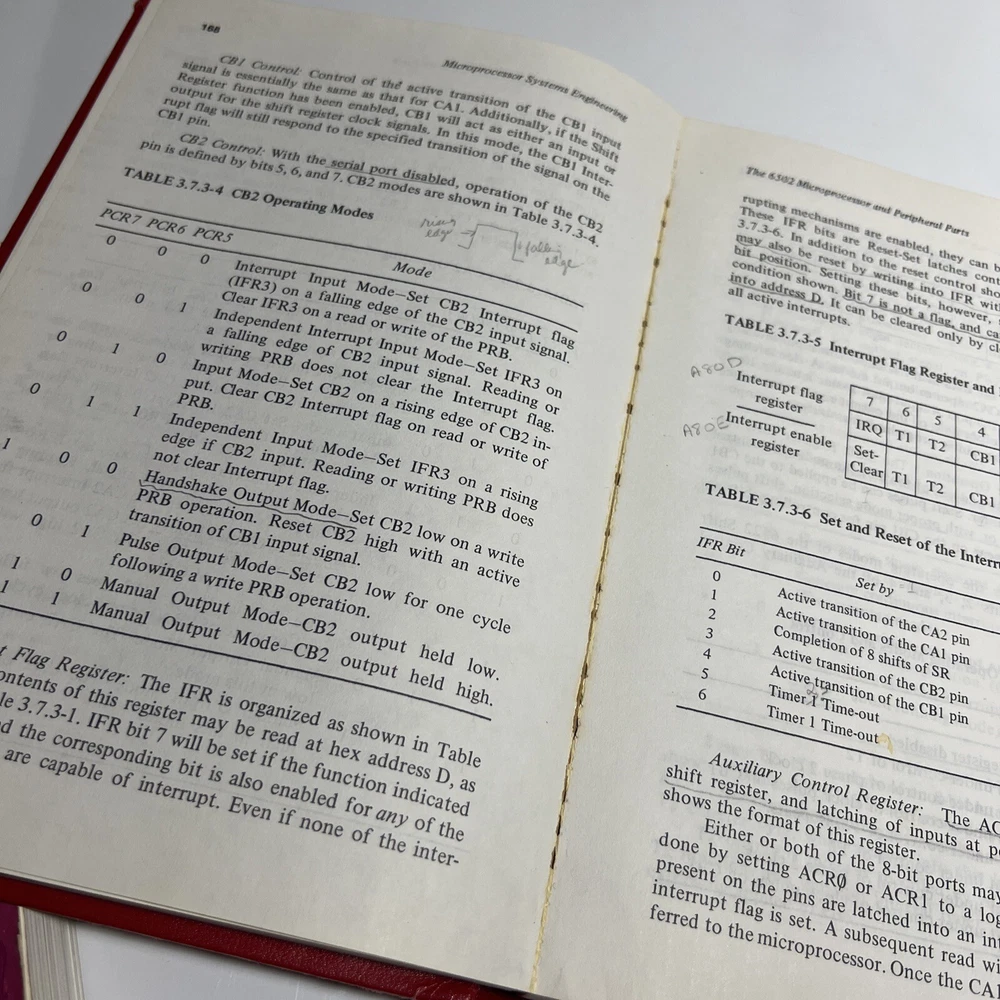 168
Microprocessor Systems Engineering
CB1 Control: Control of the active transition of the CB1 input
signal is essentially the same as that for CA1. Additionally, if the Shift
Register function has been enabled, CB1 will act as either an input or
output for the shift register clock signals. In this mode, the CB1 Inter-
rupt flag will still respond to the specified transition of the signal on the
CB1 pin.
CB2 Control: With the serial port disabled, operation of the CB2
pin is defined by bits 5, 6, and 7. CB2 modes are shown in Table 3.7.3-4.
TABLE 3.7.3-4 CB2 Operating Modes
rising edge
falling edge
PCR7 PCR6 PCR5 Mode
0 0 0 Interrupt Input Mode—Set CB2 Interrupt flag
(IFR3) on a falling edge of the CB2 input signal.
Clear IFR3 on a read or write of the PRB.
0 0 1 Independent Interrupt Input Mode—Set IFR3 on
a falling edge of CB2 input signal. Reading or
writing PRB does not clear the Interrupt flag.
0 1 0 Input Mode—Set CB2 on a rising edge of CB2 in-
put. Clear CB2 Interrupt flag on read or write of
PRB.
0 1 1 Independent Input Mode—Set IFR3 on a rising
edge if CB2 input. Reading or writing PRB does
not clear Interrupt flag.
1 0 0 Handshake Output Mode—Set CB2 low on a write
PRB operation. Reset CB2 high with an active
transition of CB1 input signal.
0 1 Pulse Output Mode—Set CB2 low for one cycle
following a write PRB operation.
1 0 Manual Output Mode—CB2 output held low.
1 1 Manual Output Mode—CB2 output held high.
t Flag Register: The IFR is organized as shown in Table
ontents of this register may be read at hex address D, as
le 3.7.3-1. IFR bit 7 will be set if the function indicated
d the corresponding bit is also enabled for any of the
are capable of interrupt. Even if none of the inter-
The 6502 Microprocessor and Peripheral Parts
rupting mechanisms are enabled, they can b
These IFR bits are Reset-Set latches cont
3.7.3-6. In addition to the reset control sho
may also be reset by writing into IFR wit
bit position. Setting these bits, however,
condition shown. Bit 7 is not a flag, and ca
into address D. It can be cleared only by cl
all active interrupts.
TABLE 3.7.3-5 Interrupt Flag Register and
A80D
Interrupt flag
register
7 6 5 4
IRQ T1 T2 CB1
A80E
Interrupt enable
register
Set-
Clear T1 T2 CB1
TABLE 3.7.3-6 Set and Reset of the Interru
IFR Bit Set by
0 Active transition of the CA2 pin
1 Active transition of the CA1 pin
2 Completion of 8 shifts of SR
3 Active transition of the CB2 pin
4 Active transition of the CB1 pin
5 Timer Time-out
6 Timer 1 Time-out
Auxiliary Control Register: The AC
shift register, and latching of inputs at po
shows the format of this register.
Either or both of the 8-bit ports may
done by setting ACR0 or ACR1 to a log
present on the pins are latched into an int
interrupt flag is set. A subsequent read wi
ferred to the microprocessor. Once the CA1